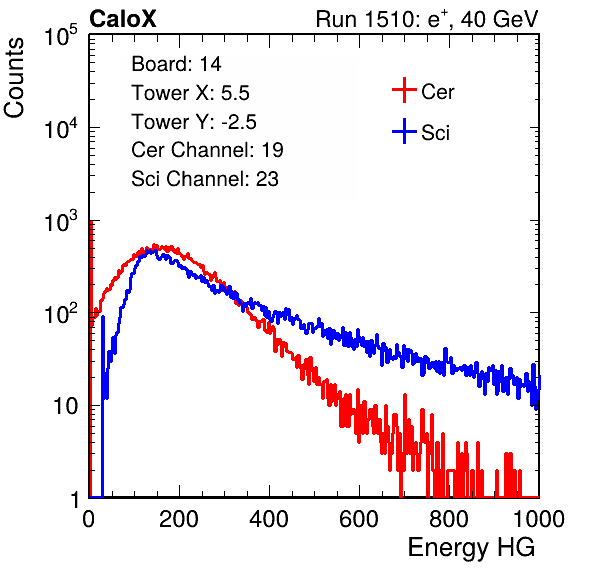 CaloX Run 1510: e⁺, 40 GeV
Counts
Board: 14
Tower X: 5.5
Tower Y: -2.5
Cer Channel: 19
Sci Channel: 23
Cer
Sci
10⁵
10⁴
10³
10²
10
1
0 200 400 600 800 1000
Energy HG